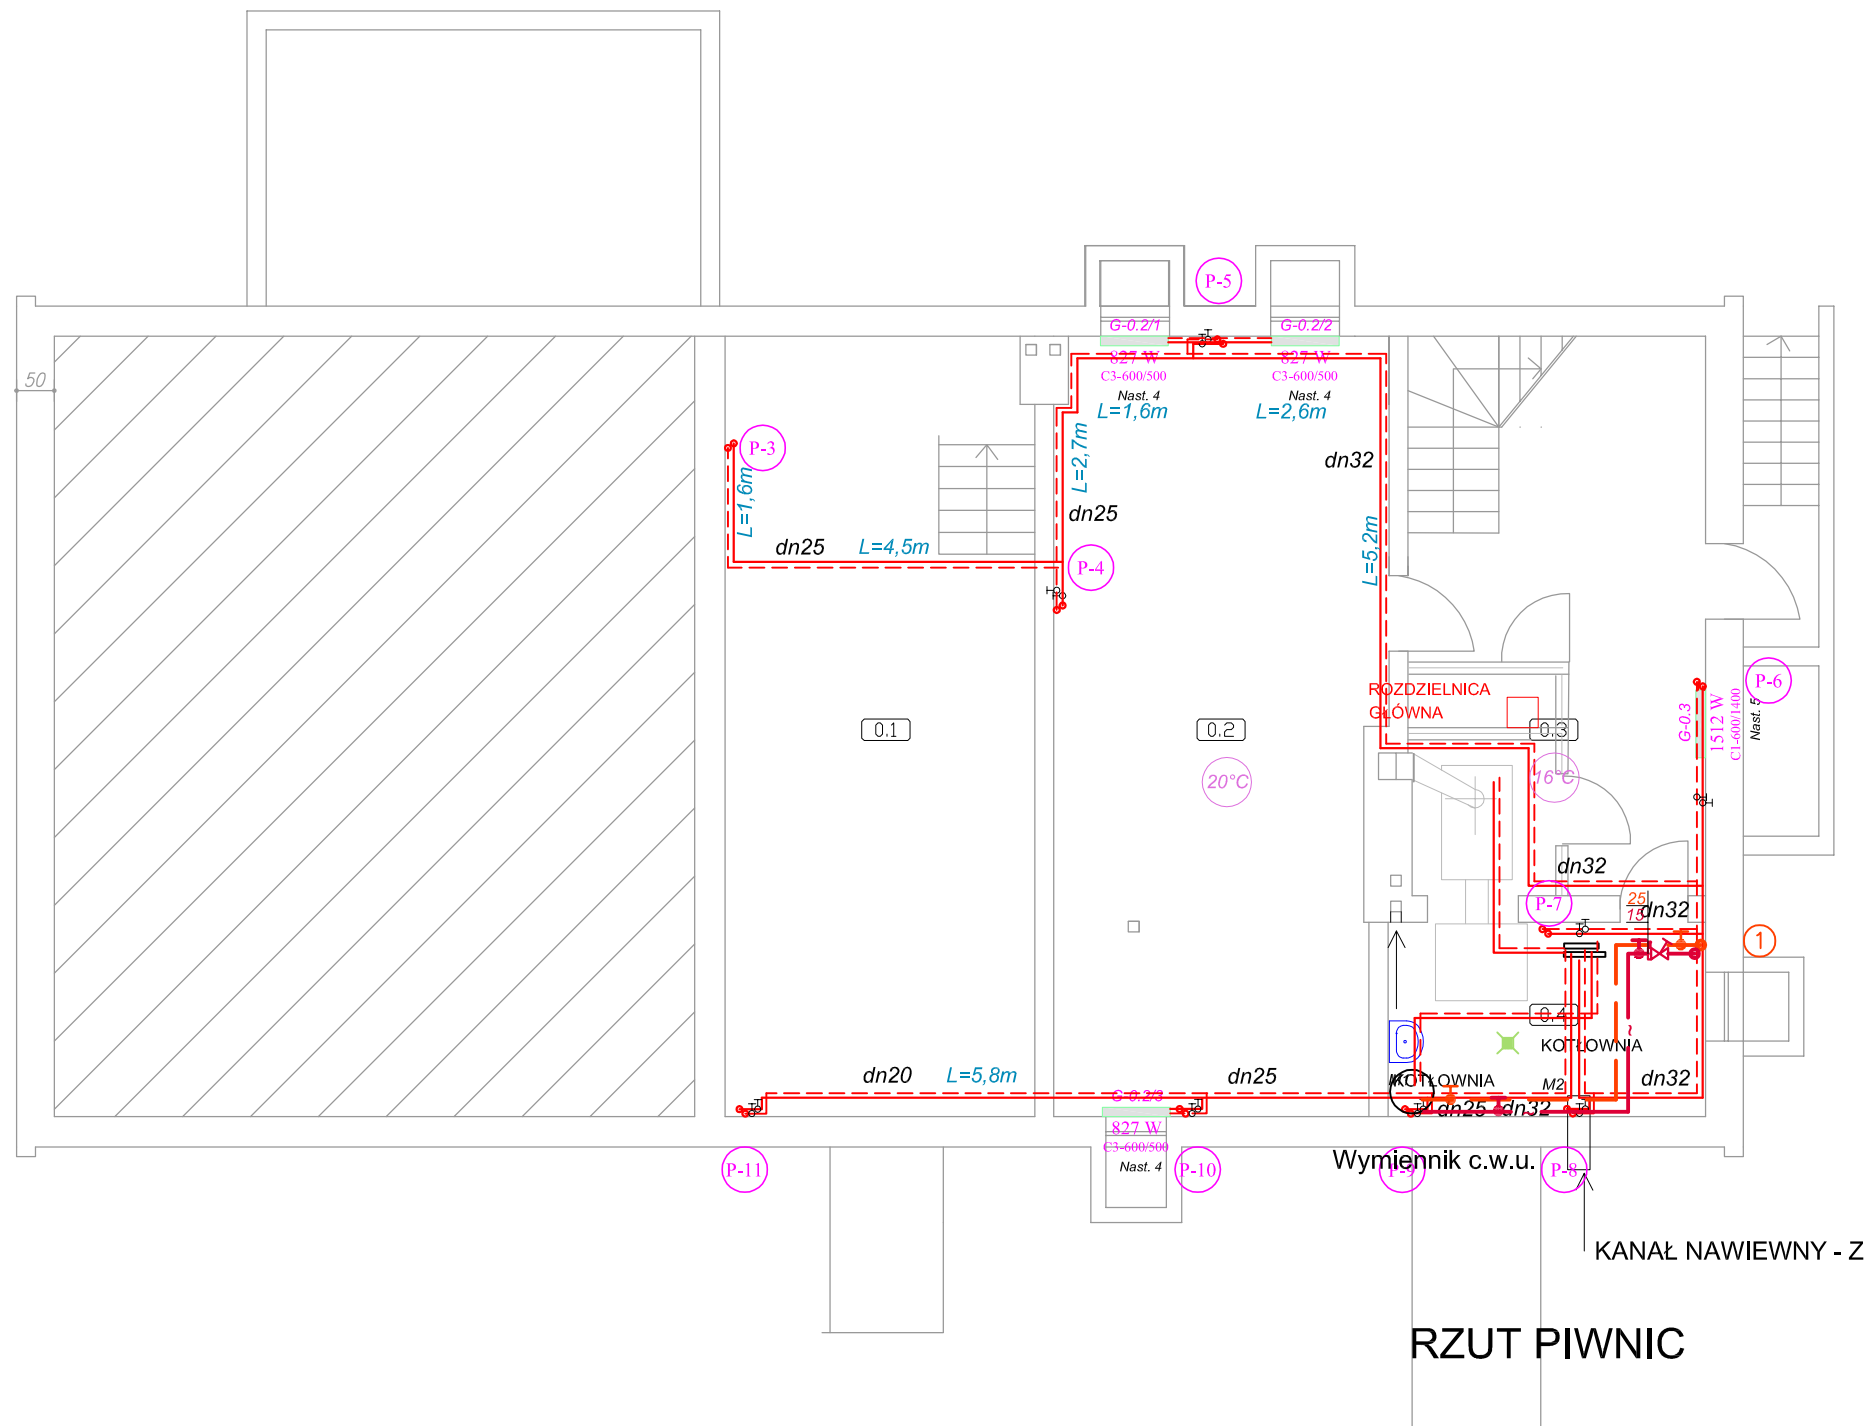 P-5
G-0.2/1
G-0.2/2
827 W
827 W
C3-600/500
C3-600/500
50
Nast. 4
Nast. 4
L=1,6m
L=2,6m
P-3
L=2,7m
dn32
L=1,6m
dn25
dn25
L=4,5m
L=5,2m
P-4
ROZDZIELNICA
GŁÓWNA
P-6
G-0.3
1512 W
C1-600/1400
Nast. 5
0.1
0.2
0.3
20°C
16°C
dn32
P-7
25
15
dn32
1
0.4
KOTŁOWNIA
dn20
L=5,8m
dn25
KOTŁOWNIA
M2
dn32
G-0.2/3
dn25
dn32
827 W
C3-600/500
Nast. 4
P-11
P-10
Wymiennik c.w.u.
P-9
P-8
KANAŁ NAWIEWNY - Z
RZUT PIWNIC